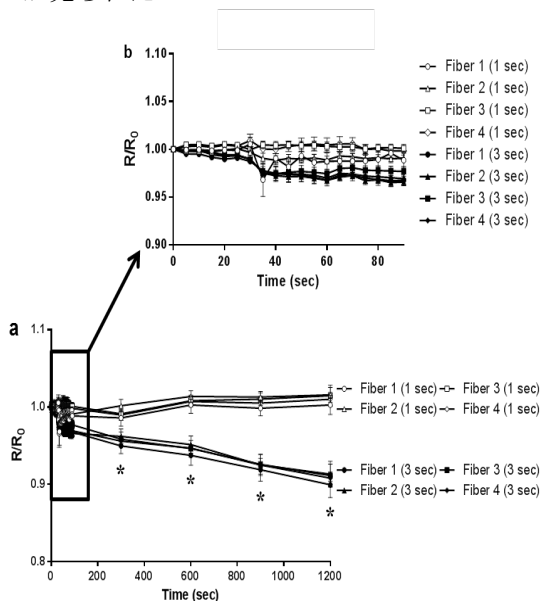 b
1.10
1.05
1.00
0.95
0.90
R/R0
0 20 40 60 80
Time (sec)
Fiber 1 (1 sec)
Fiber 2 (1 sec)
Fiber 3 (1 sec)
Fiber 4 (1 sec)
Fiber 1 (3 sec)
Fiber 2 (3 sec)
Fiber 3 (3 sec)
Fiber 4 (3 sec)
a
1.1
1.0
0.9
0.8
R/R0
0 200 400 600 800 1000 1200
Time (sec)
Fiber 1 (1 sec) Fiber 3 (1 sec)
Fiber 2 (1 sec) Fiber 4 (1 sec)
Fiber 1 (3 sec) Fiber 3 (3 sec)
Fiber 2 (3 sec) Fiber 4 (3 sec)
* * * *